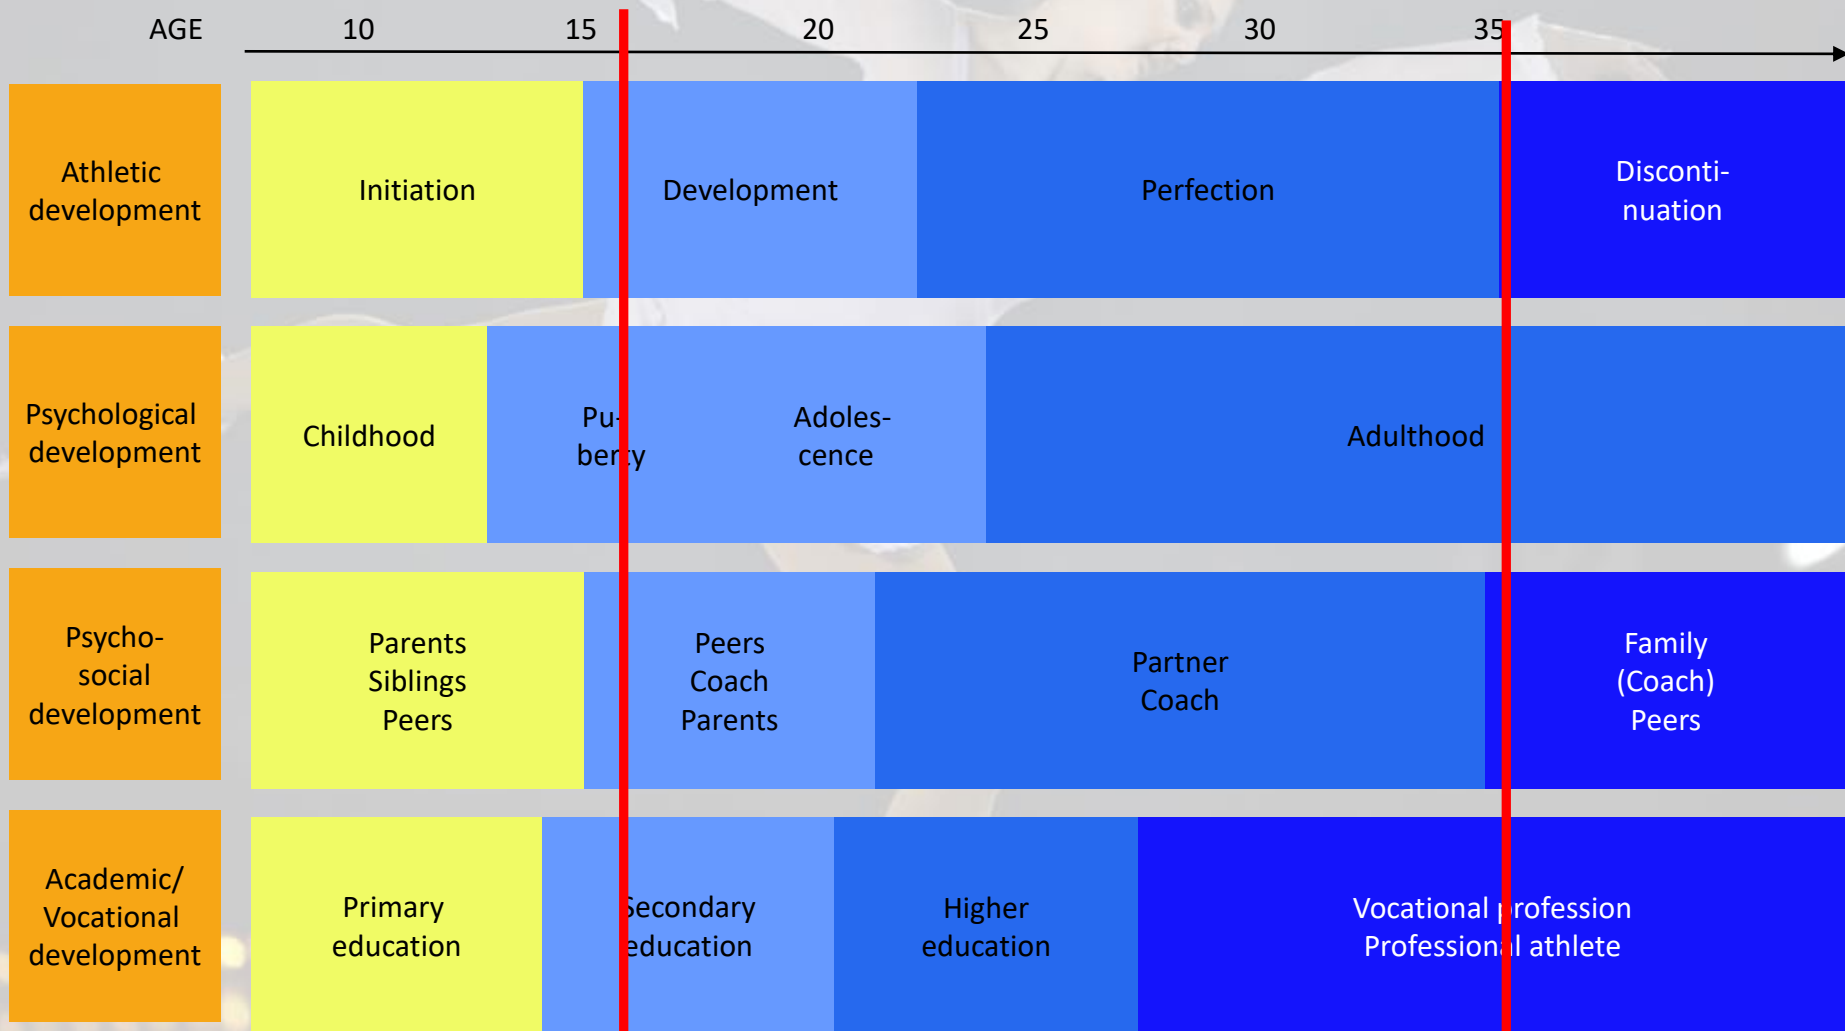 AGE 10 15 20 25 30 35
Athletic
development
Initiation
Development
Perfection
Disconti-
nuation
Psychological
development
Childhood
Pu-
berty
Adoles-
cence
Adulthood
Psycho-
social
development
Parents
Siblings
Peers
Peers
Coach
Parents
Partner
Coach
Family
(Coach)
Peers
Academic/
Vocational
development
Primary
education
Secondary
education
Higher
education
Vocational profession
Professional athlete